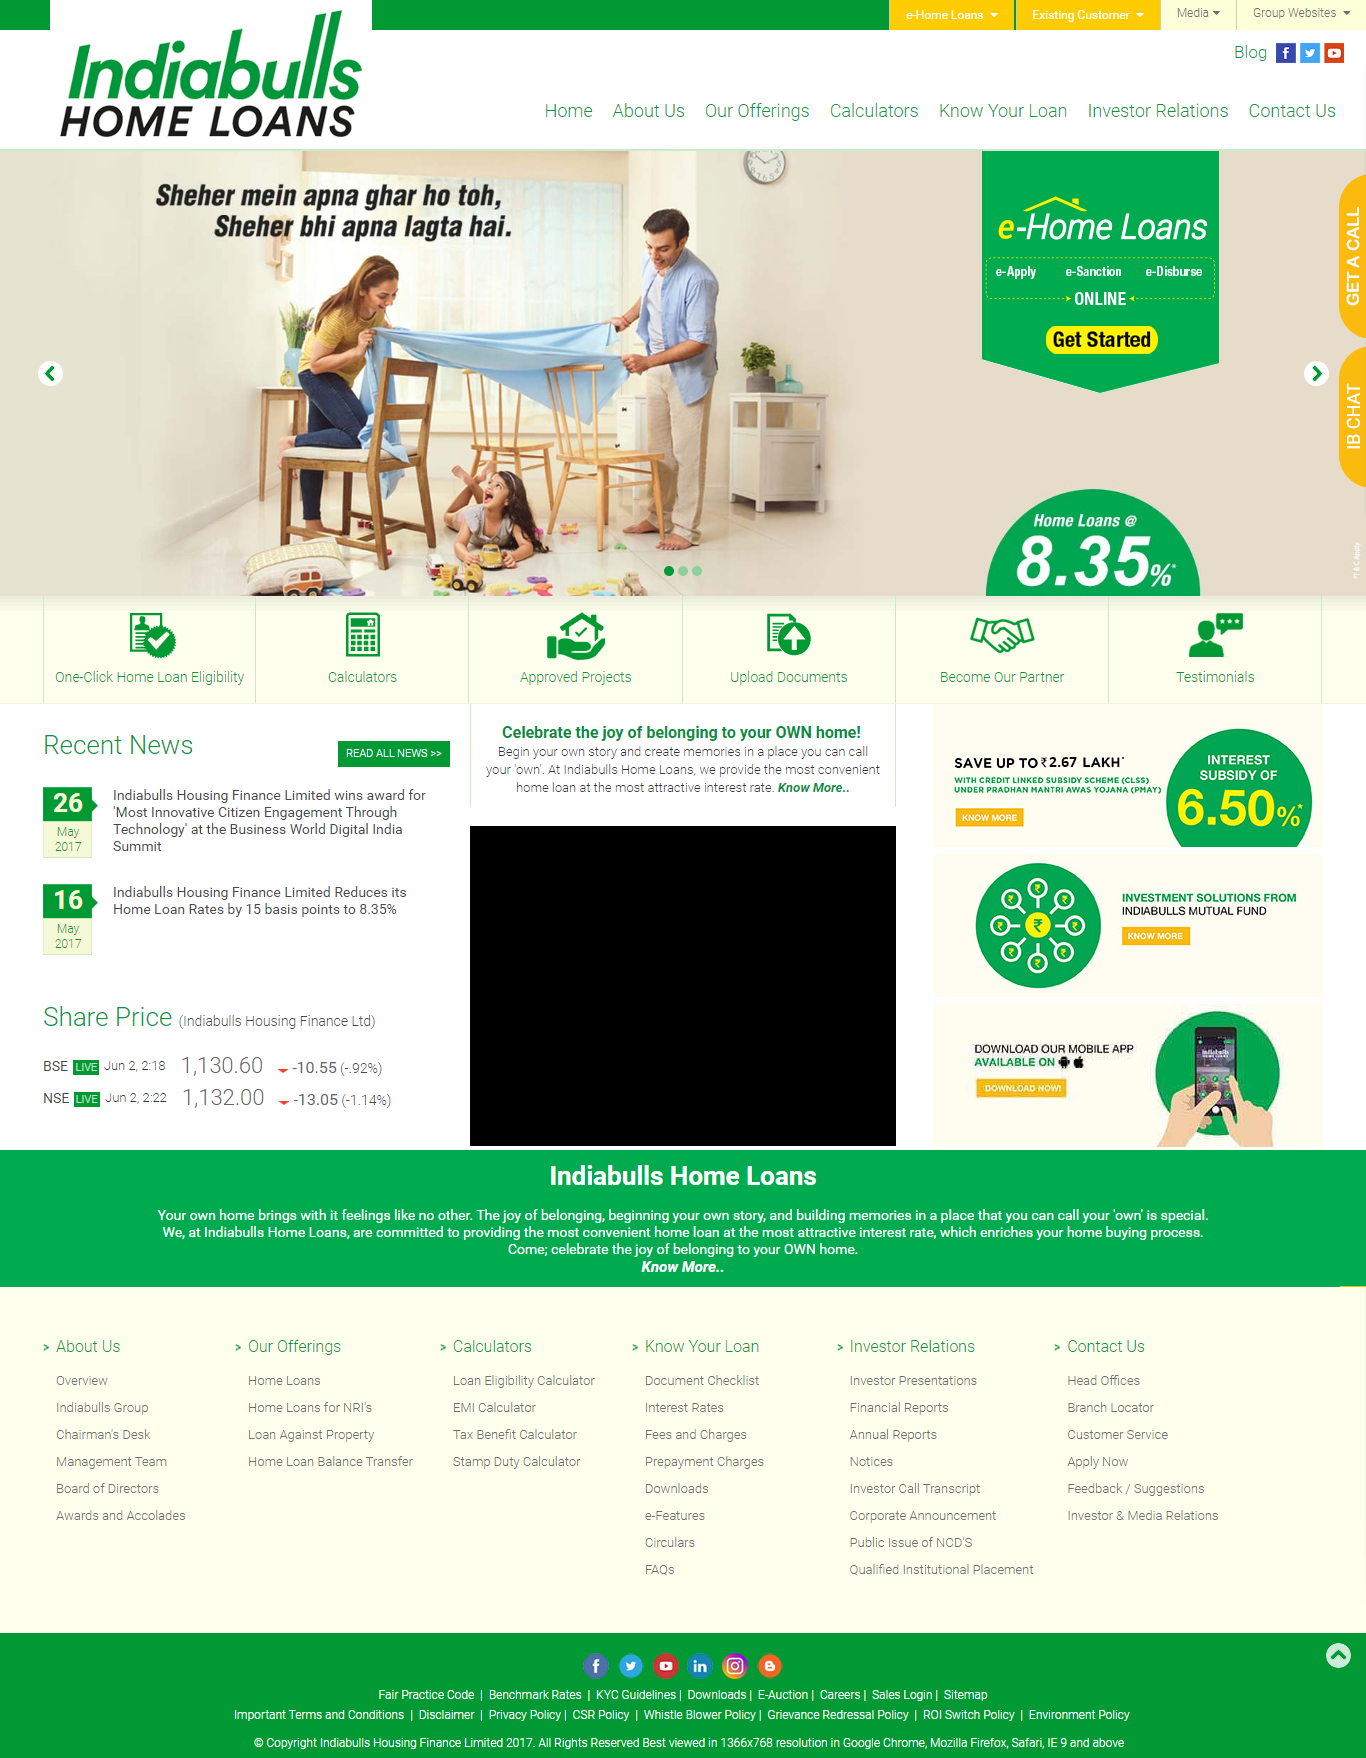 e-Home Loans
Existing Customer
Media
Group Websites
Indiabulls
HOME LOANS
Blog
Home
About Us
Our Offerings
Calculators
Know Your Loan
Investor Relations
Contact Us
Sheher mein apna ghar ho toh,
Sheher bhi apna lagta hai.
e-Home Loans
e-Apply e-Sanction e-Disburse
ONLINE
Get Started
GET A CALL
IB CHAT
Home Loans @
8.35%*
*T & C Apply
One-Click Home Loan Eligibility
Calculators
Approved Projects
Upload Documents
Become Our Partner
Testimonials
Recent News
READ ALL NEWS >>
26
May
2017
Indiabulls Housing Finance Limited wins award for
'Most Innovative Citizen Engagement Through
Technology' at the Business World Digital India
Summit
16
May
2017
Indiabulls Housing Finance Limited Reduces its
Home Loan Rates by 15 basis points to 8.35%
Share Price (Indiabulls Housing Finance Ltd)
BSE LIVE Jun 2, 2:18 1,130.60 -10.55 (-.92%)
NSE LIVE Jun 2, 2:22 1,132.00 -13.05 (-1.14%)
Celebrate the joy of belonging to your OWN home!
Begin your own story and create memories in a place you can call
your 'own'. At Indiabulls Home Loans, we provide the most convenient
home loan at the most attractive interest rate. Know More..
SAVE UP TO ₹ 2.67 LAKH*
WITH CREDIT LINKED SUBSIDY SCHEME (CLSS)
UNDER PRADHAN MANTRI AWAS YOJANA (PMAY)
KNOW MORE
INTEREST
SUBSIDY OF
6.50%*
INVESTMENT SOLUTIONS FROM
INDIABULLS MUTUAL FUND
KNOW MORE
DOWNLOAD OUR MOBILE APP
AVAILABLE ON
DOWNLOAD NOW!
Indiabulls
HOME LOANS
Indiabulls Home Loans
Your own home brings with it feelings like no other. The joy of belonging, beginning your own story, and building memories in a place that you can call your 'own' is special.
We, at Indiabulls Home Loans, are committed to providing the most convenient home loan at the most attractive interest rate, which enriches your home buying process.
Come; celebrate the joy of belonging to your OWN home.
Know More..
> About Us
Overview
Indiabulls Group
Chairman's Desk
Management Team
Board of Directors
Awards and Accolades
> Our Offerings
Home Loans
Home Loans for NRI's
Loan Against Property
Home Loan Balance Transfer
> Calculators
Loan Eligibility Calculator
EMI Calculator
Tax Benefit Calculator
Stamp Duty Calculator
> Know Your Loan
Document Checklist
Interest Rates
Fees and Charges
Prepayment Charges
Downloads
e-Features
Circulars
FAQs
> Investor Relations
Investor Presentations
Financial Reports
Annual Reports
Notices
Investor Call Transcript
Corporate Announcement
Public Issue of NCD'S
Qualified Institutional Placement
> Contact Us
Head Offices
Branch Locator
Customer Service
Apply Now
Feedback / Suggestions
Investor & Media Relations
Fair Practice Code | Benchmark Rates | KYC Guidelines | Downloads | E-Auction | Careers | Sales Login | Sitemap
Important Terms and Conditions | Disclaimer | Privacy Policy | CSR Policy | Whistle Blower Policy | Grievance Redressal Policy | ROI Switch Policy | Environment Policy
© Copyright Indiabulls Housing Finance Limited 2017. All Rights Reserved Best viewed in 1366x768 resolution in Google Chrome, Mozilla Firefox, Safari, IE 9 and above